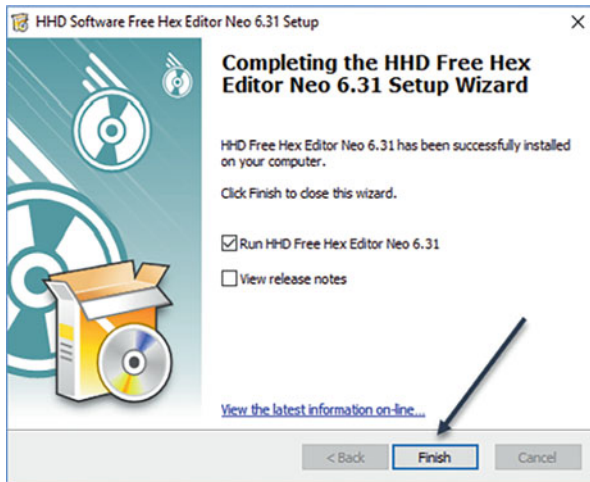 HHD Software Free Hex Editor Neo 6.31 Setup
Completing the HHD Free Hex
Editor Neo 6.31 Setup Wizard
HHD Free Hex Editor Neo 6.31 has been successfully installed
on your computer.
Click Finish to close this wizard.
Run HHD Free Hex Editor Neo 6.31
View release notes
View the latest information on-line...
< Back Finish Cancel